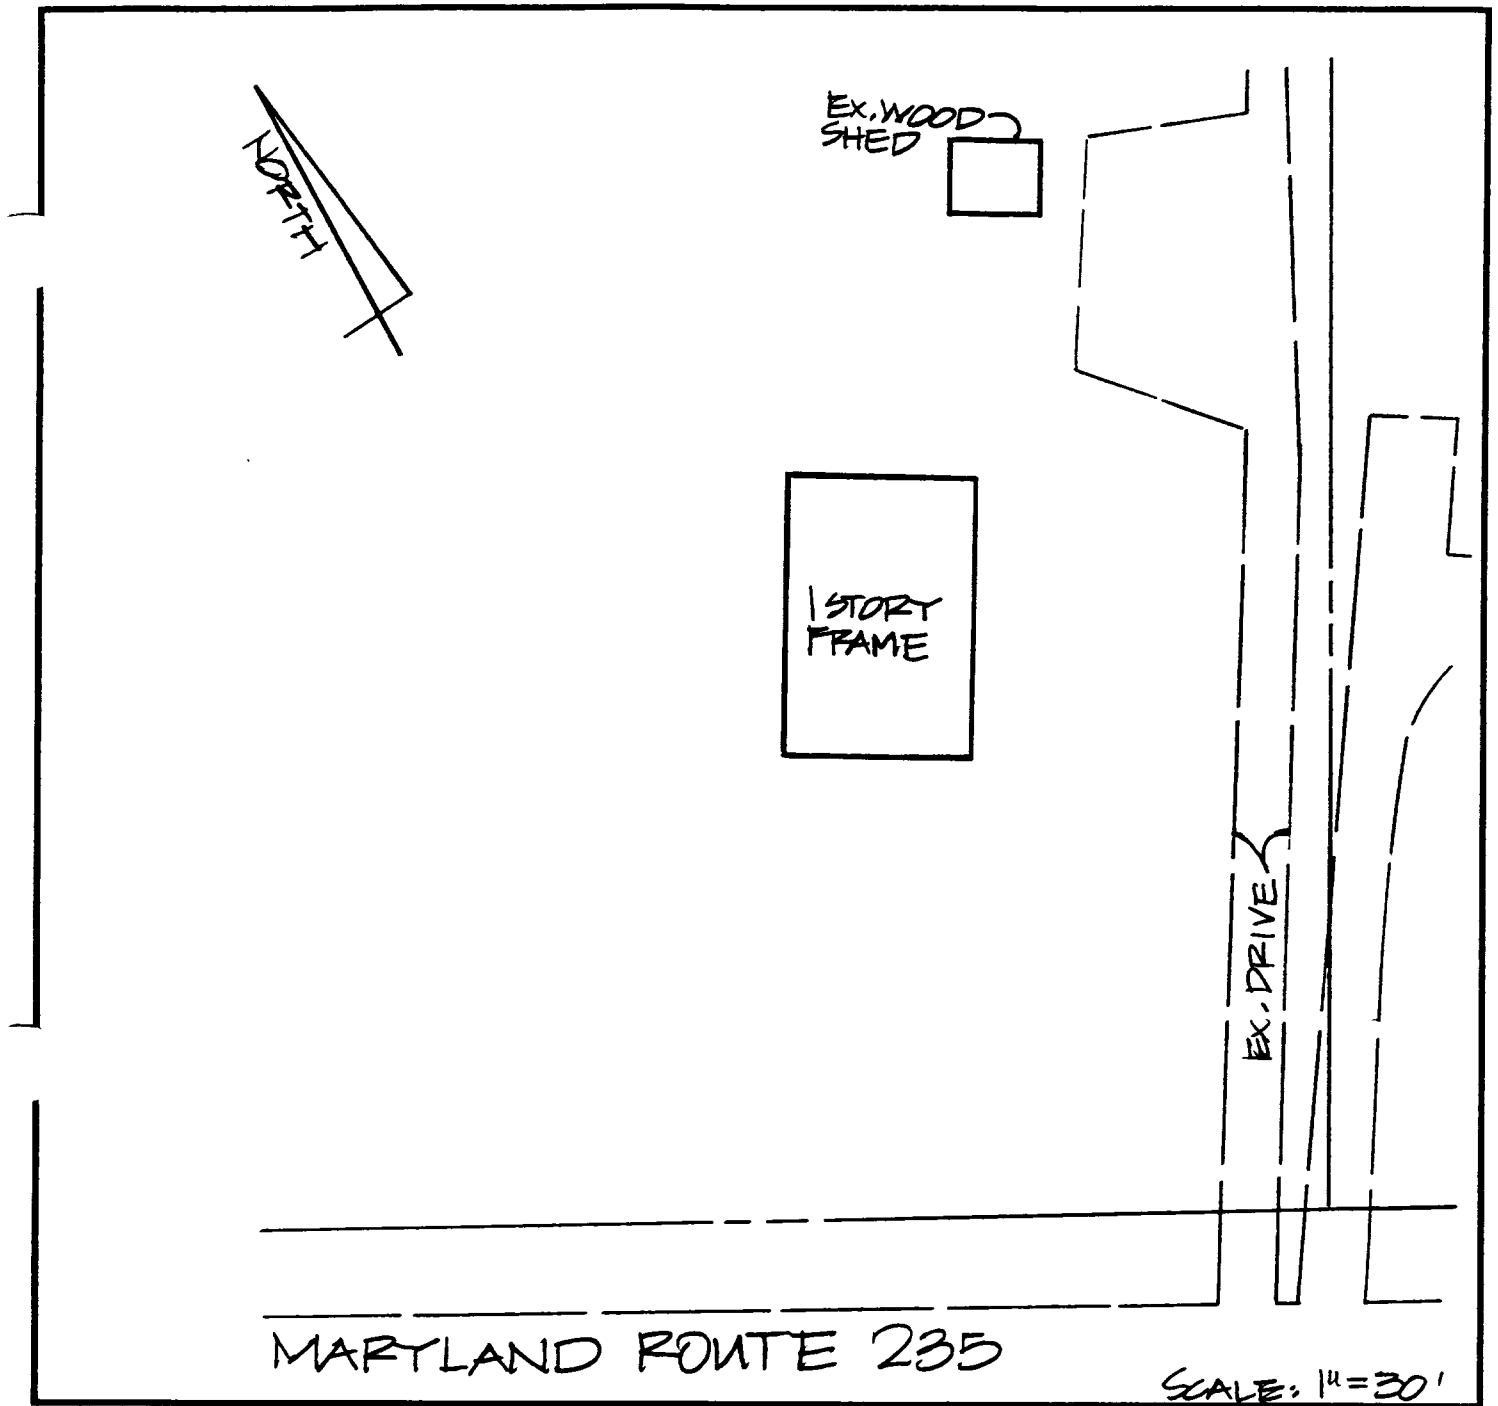 EX. WOOD
SHED
NORTH
1 STORY
FRAME
EX. DRIVE
MARYLAND ROUTE 235
SCALE: 1"=30'